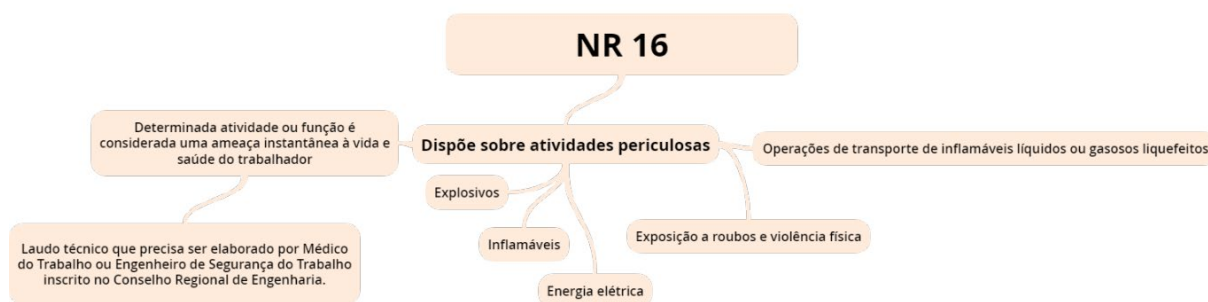 NR 16
Determinada atividade ou função é
considerada uma ameaça instantânea à vida e
saúde do trabalhador
Dispõe sobre atividades periculosas
Operações de transporte de inflamáveis líquidos ou gasosos liquefeitos
Explosivos
Inflamáveis
Exposição a roubos e violência física
Laudo técnico que precisa ser elaborado por Médico
do Trabalho ou Engenheiro de Segurança do Trabalho
inscrito no Conselho Regional de Engenharia.
Energia elétrica